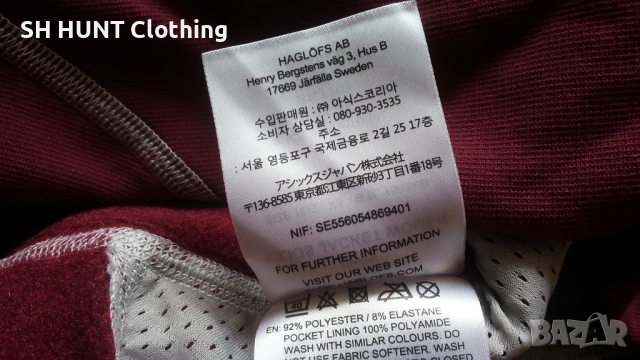 SH HUNT Clothing
HAGLÖFS AB
Henry Bergstens väg 3, Hus B
17669 Järfälla Sweden
수입판매원 : ㈜ 아식스코리아
소비자 상담실 : 080-930-3535
주소
: 서울 영등포구 국제금융로 2길 25 17층
アシックスジャパン株式会社
〒136-8585 東京都江東区新砂3丁目1番18号
NIF: SE556054869401
FOR FURTHER INFORMATION
VISIT OUR WEB SITE
40
EN: 92% POLYESTER / 8% ELASTANE
POCKET LINING 100% POLYAMIDE
WASH WITH SIMILAR COLOURS. DO
NOT USE FABRIC SOFTENER. WASH
BAZAR